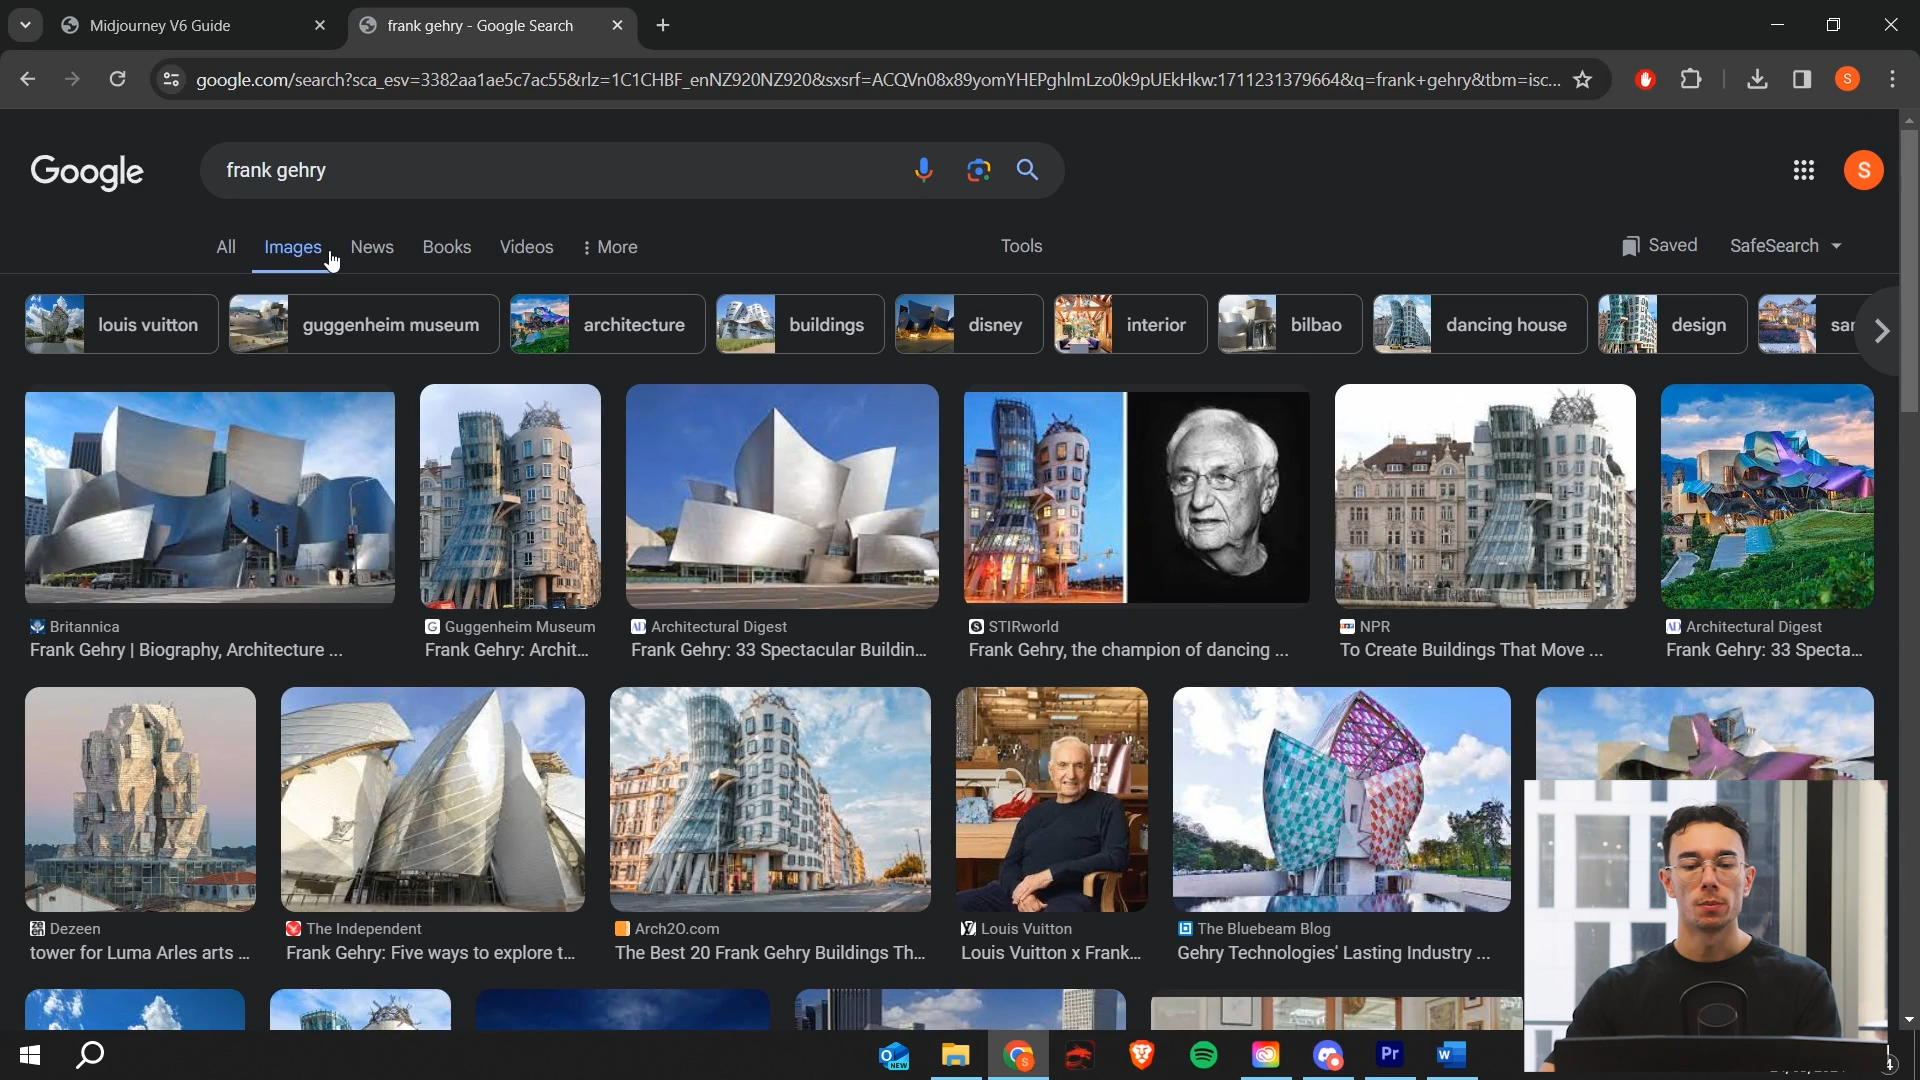 Midjourney V6 Guide
frank gehry - Google Search
google.com/search?sca_esv=3382aa1ae5c7ac55&rlz=1C1CHBF_enNZ920NZ920&sxsrf=ACQVn08x89yomYHEPghlmLzo0k9pUEkHkw:1711231379664&q=frank+gehry&tbm=isc...
S
Google
frank gehry
S
All Images News Books Videos More Tools Saved SafeSearch
louis vuitton guggenheim museum architecture buildings disney interior bilbao dancing house design
Britannica
Frank Gehry | Biography, Architecture ...
Guggenheim Museum
Frank Gehry: Archit...
Architectural Digest
Frank Gehry: 33 Spectacular Buildin...
STIRworld
Frank Gehry, the champion of dancing ...
NPR
To Create Buildings That Move ...
Architectural Digest
Frank Gehry: 33 Specta...
Dezeen
tower for Luma Arles arts ...
The Independent
Frank Gehry: Five ways to explore t...
Arch2O.com
The Best 20 Frank Gehry Buildings Th...
Louis Vuitton
Louis Vuitton x Frank...
The Bluebeam Blog
Gehry Technologies' Lasting Industry ...
NEW
Pr